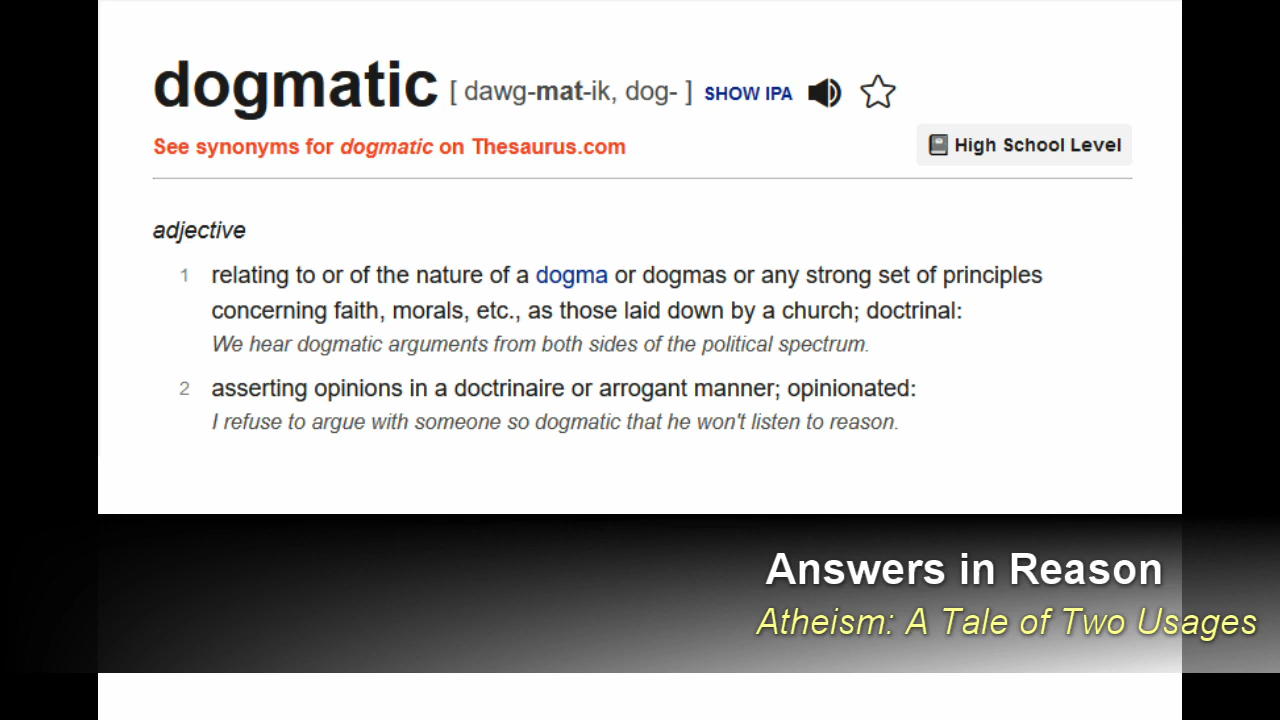 dogmatic [ dawg-mat-ik, dog- ] SHOW IPA
See synonyms for dogmatic on Thesaurus.com
High School Level
adjective
1 relating to or of the nature of a dogma or dogmas or any strong set of principles
concerning faith, morals, etc., as those laid down by a church; doctrinal:
We hear dogmatic arguments from both sides of the political spectrum.
2 asserting opinions in a doctrinaire or arrogant manner; opinionated:
I refuse to argue with someone so dogmatic that he won't listen to reason.
Answers in Reason
Atheism: A Tale of Two Usages